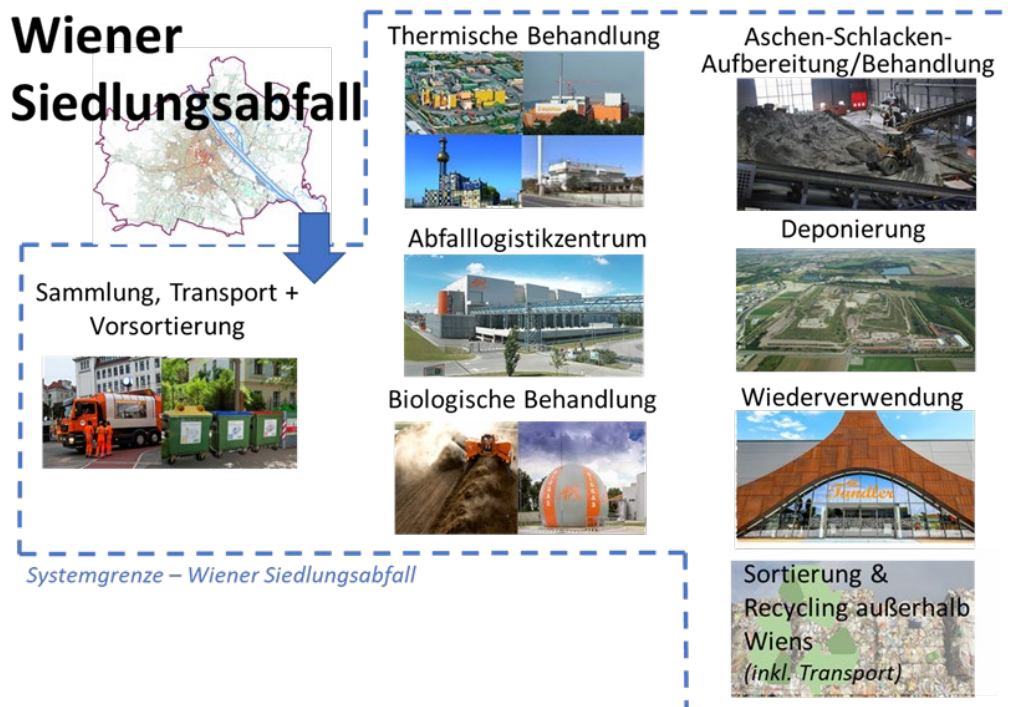 Wiener
Siedlungsabfall
Sammlung, Transport +
Vorsortierung
Thermische Behandlung
Abfalllogistikzentrum
Biologische Behandlung
Aschen-Schlacken-
Aufbereitung/Behandlung
Deponierung
Wiederverwendung
Tandler
Sortierung &
Recycling außerhalb
Wiens
(inkl. Transport)
Systemgrenze – Wiener Siedlungsabfall